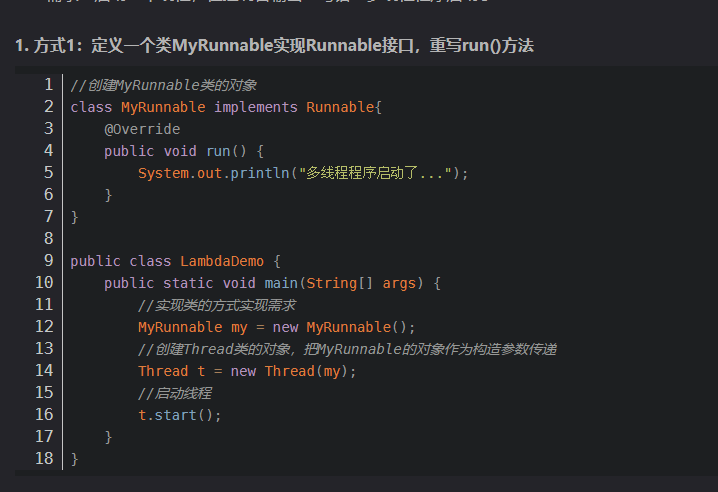 1. 方式1：定义一个类MyRunnable实现Runnable接口，重写run()方法
1 //创建MyRunnable类的对象
2 class MyRunnable implements Runnable{
3 @Override
4 public void run() {
5 System.out.println("多线程程序启动了...");
6 }
7 }
8
9 public class LambdaDemo {
10 public static void main(String[] args) {
11 //实现类的方式实现需求
12 MyRunnable my = new MyRunnable();
13 //创建Thread类的对象，把MyRunnable的对象作为构造参数传递
14 Thread t = new Thread(my);
15 //启动线程
16 t.start();
17 }
18 }